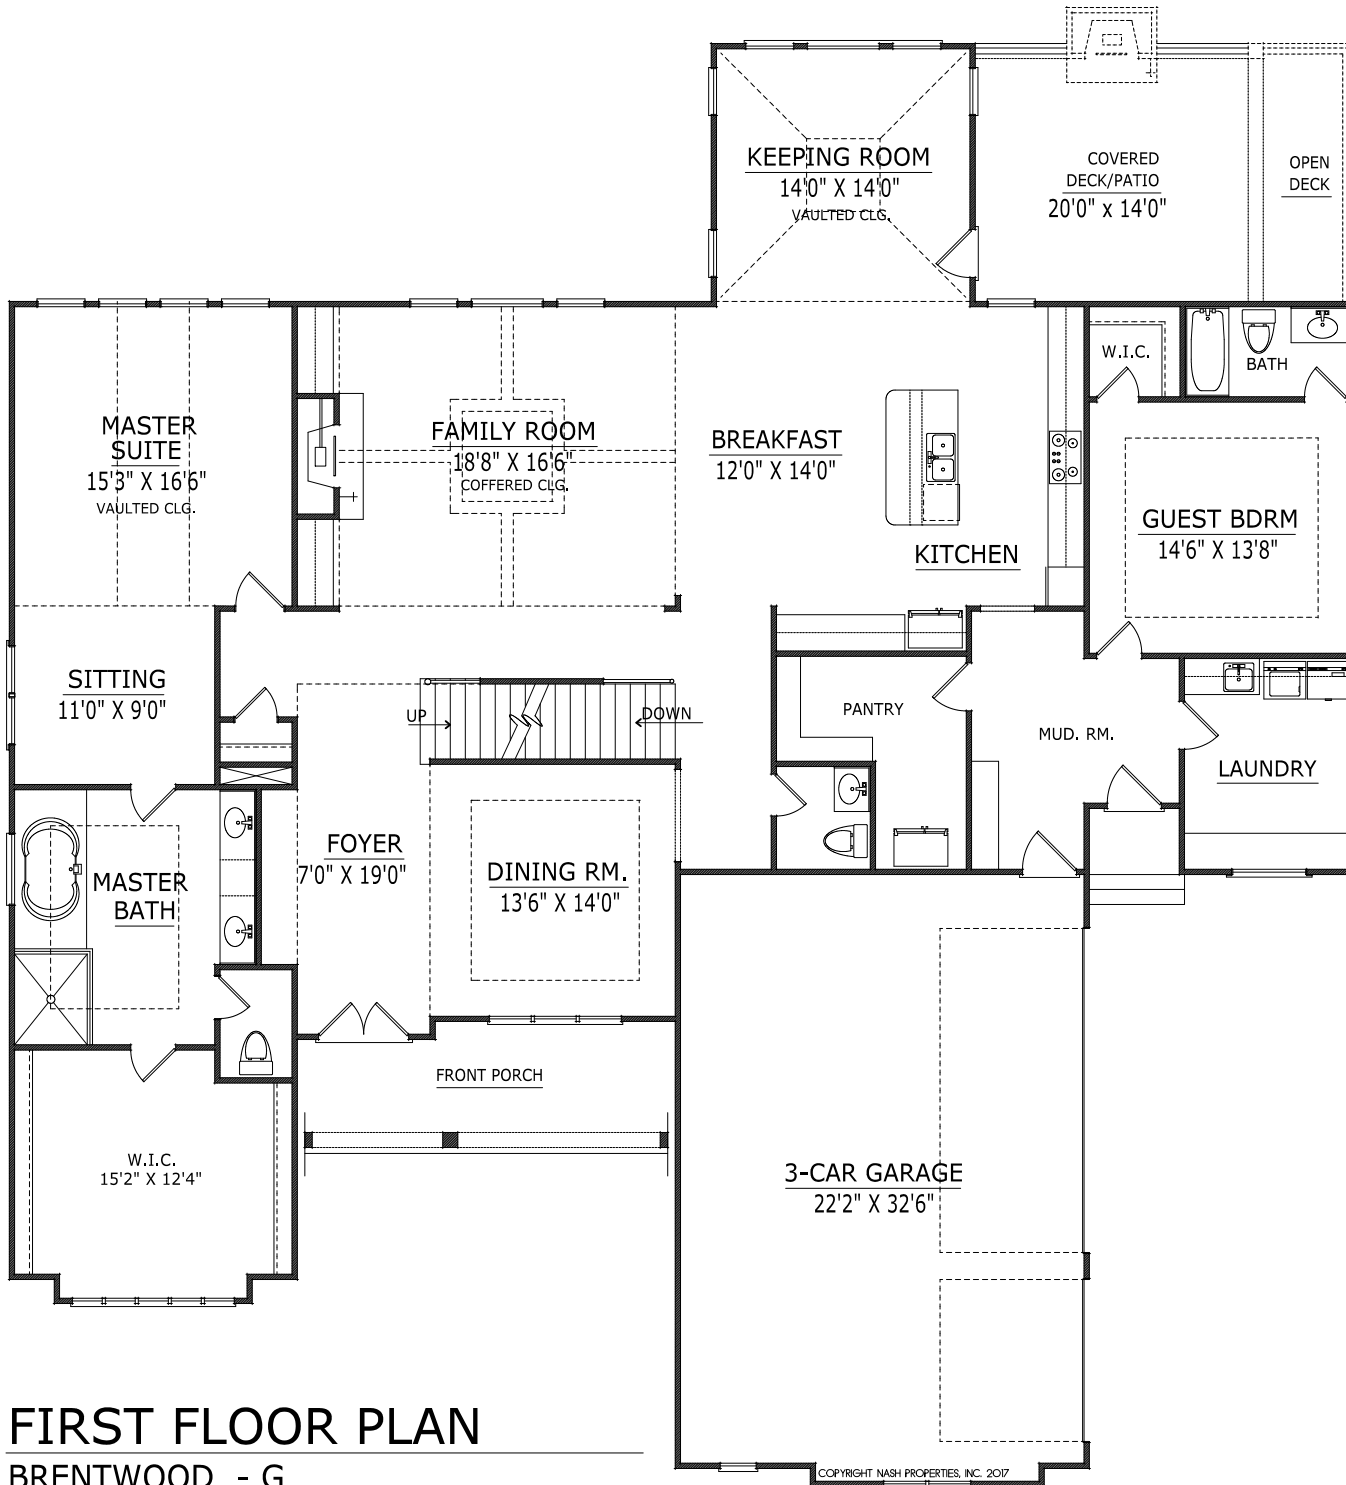 KEEPING ROOM
14'0" X 14'0"
VAULTED CLG.
COVERED
DECK/PATIO
20'0" x 14'0"
OPEN
DECK
MASTER
SUITE
15'3" X 16'6"
VAULTED CLG.
FAMILY ROOM
18'8" X 16'6"
COFFERED CLG.
BREAKFAST
12'0" X 14'0"
KITCHEN
W.I.C.
BATH
GUEST BDRM
14'6" X 13'8"
SITTING
11'0" X 9'0"
UP
DOWN
PANTRY
MUD. RM.
LAUNDRY
FOYER
7'0" X 19'0"
DINING RM.
13'6" X 14'0"
MASTER
BATH
FRONT PORCH
W.I.C.
15'2" X 12'4"
3-CAR GARAGE
22'2" X 32'6"
FIRST FLOOR PLAN
BRENTWOOD - G
COPYRIGHT NASH PROPERTIES, INC. 2017